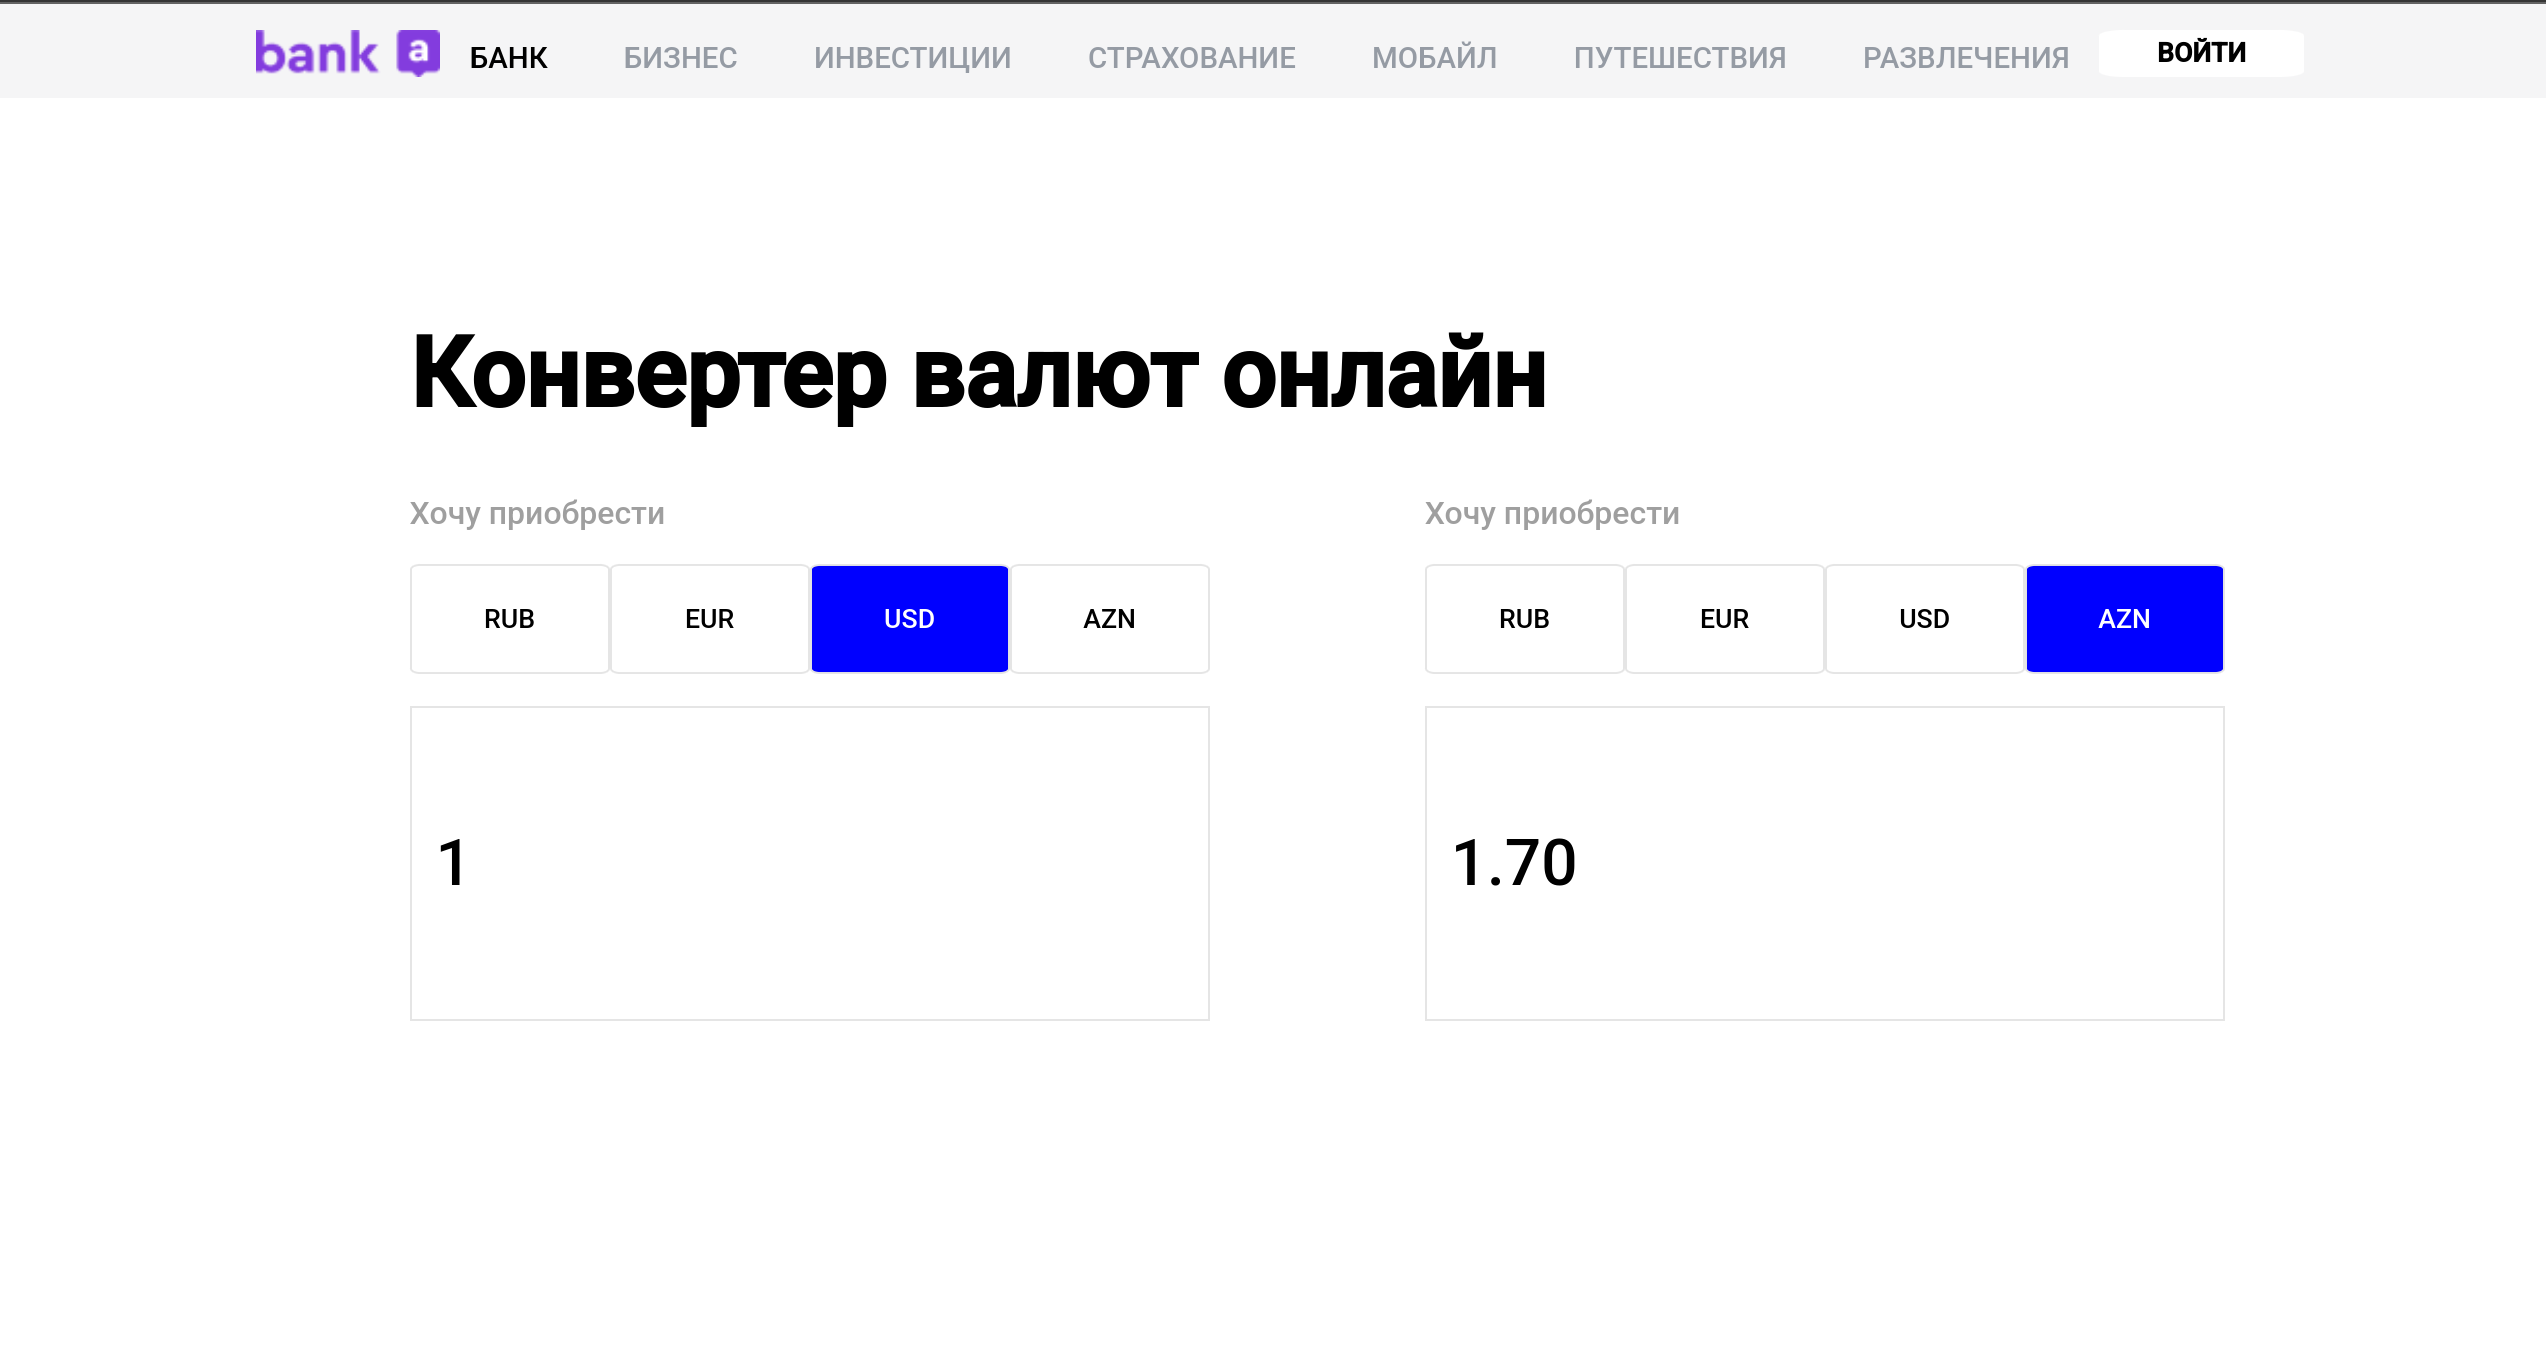 bank a БАНК БИЗНЕС ИНВЕСТИЦИИ СТРАХОВАНИЕ МОБАЙЛ ПУТЕШЕСТВИЯ РАЗВЛЕЧЕНИЯ ВОЙТИ
Конвертер валют онлайн
Хочу приобрести Хочу приобрести
RUB EUR USD AZN RUB EUR USD AZN
1 1.70